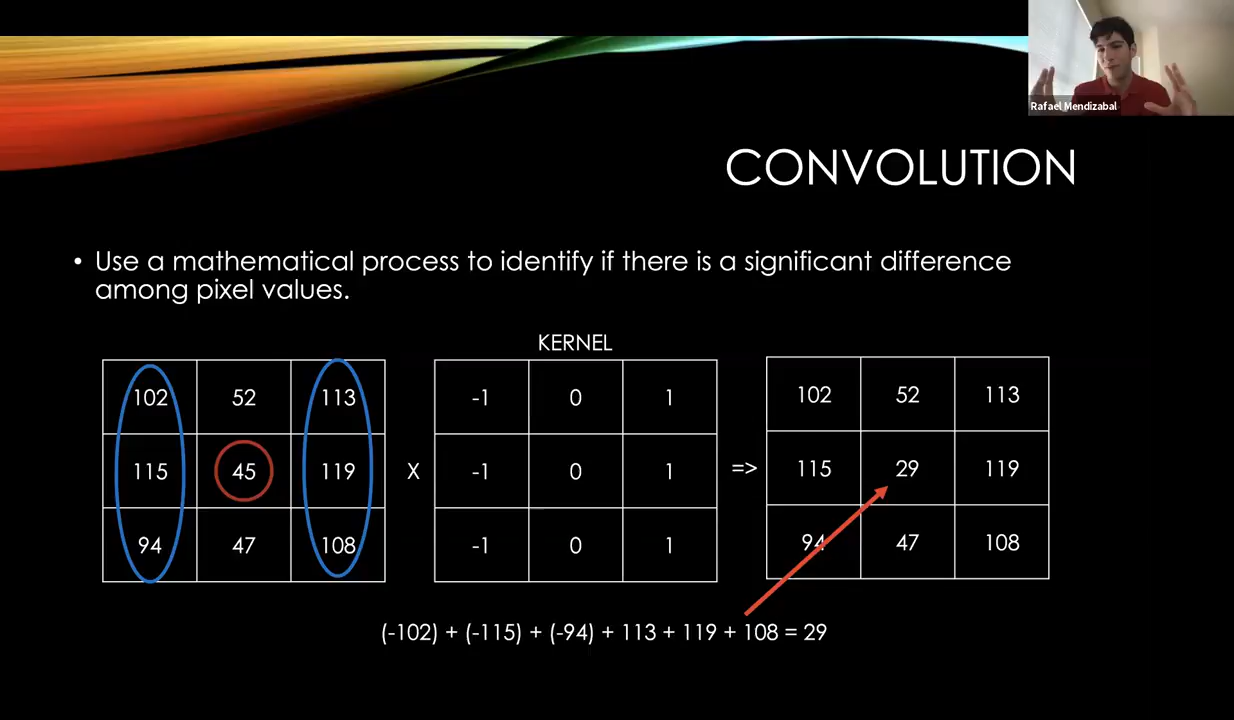 Rafael Mendizabal
CONVOLUTION
• Use a mathematical process to identify if there is a significant difference
among pixel values.
KERNEL
102 52 113
115 45 119
94 47 108
X
-1 0 1
-1 0 1
-1 0 1
=>
102 52 113
115 29 119
94 47 108
(-102) + (-115) + (-94) + 113 + 119 + 108 = 29